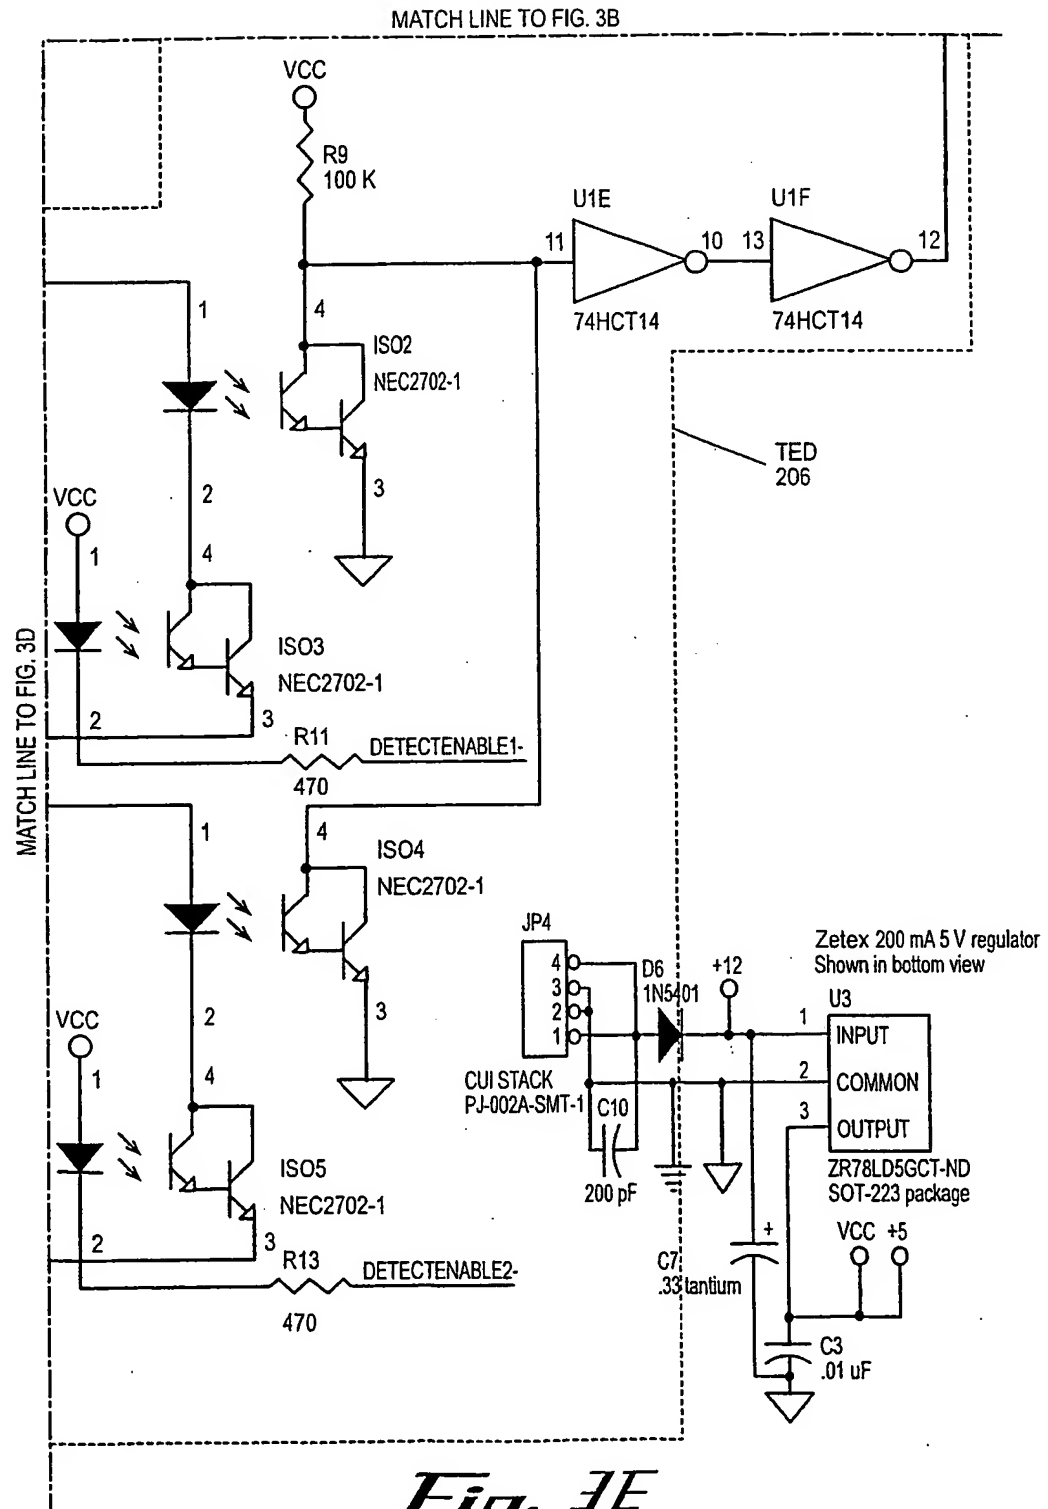 MATCH LINE TO FIG. 3B
VCC
R9
100 K
U1E
U1F
11
10
13
12
74HCT14
74HCT14
1
4
ISO2
NEC2702-1
TED
206
2
3
VCC
1
4
ISO3
NEC2702-1
MATCH LINE TO FIG. 3D
2
3
R11
DETECTENABLE1-
470
1
4
ISO4
NEC2702-1
JP4
4
3
2
1
D6
1N5401
+12
Zetex 200 mA 5 V regulator
Shown in bottom view
U3
1
INPUT
2
COMMON
3
OUTPUT
CUI STACK
PJ-002A-SMT-1
C10
200 pF
ZR78LD5GCT-ND
SOT-223 package
2
3
VCC
1
4
ISO5
NEC2702-1
VCC
+5
+
C7
.33 tantium
2
3
R13
DETECTENABLE2-
470
C3
.01 uF
Fig. 3E